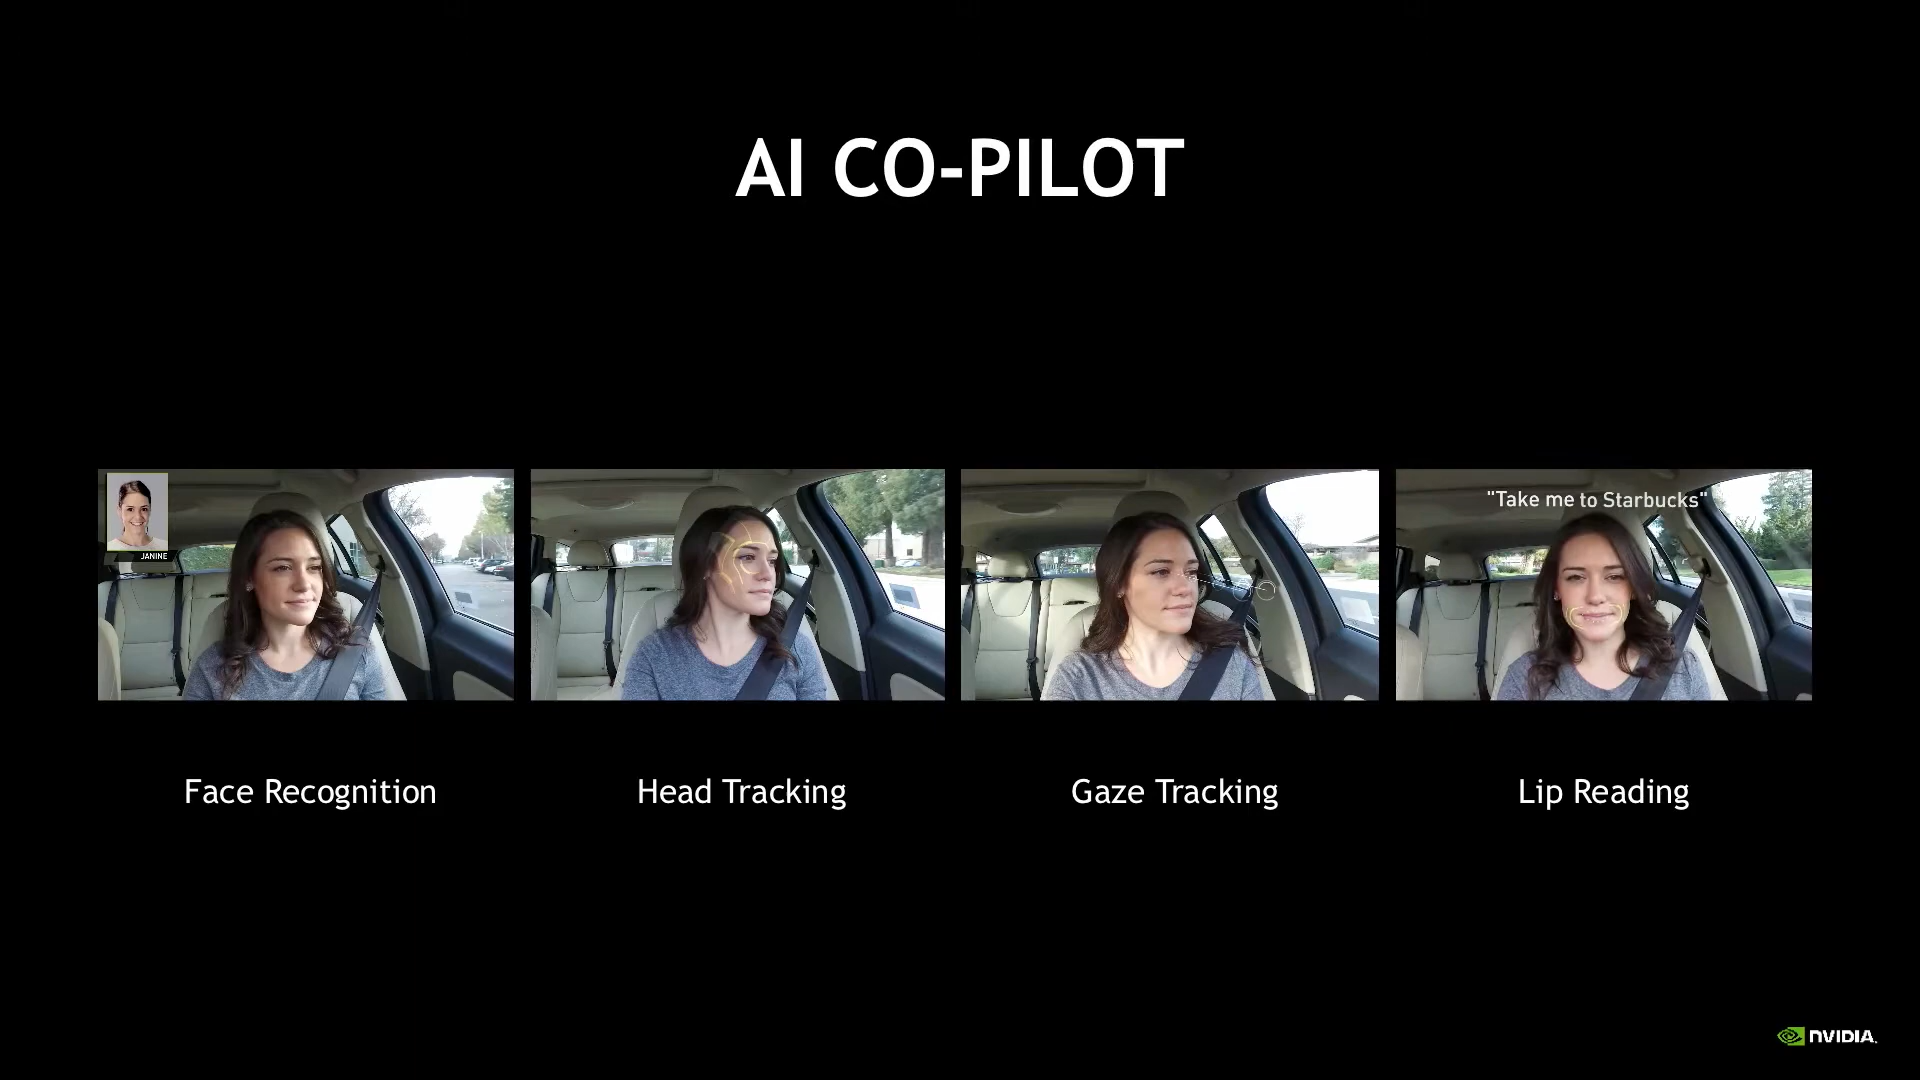 AI CO-PILOT
JANINE
"Take me to Starbucks"
Face Recognition
Head Tracking
Gaze Tracking
Lip Reading
NVIDIA.